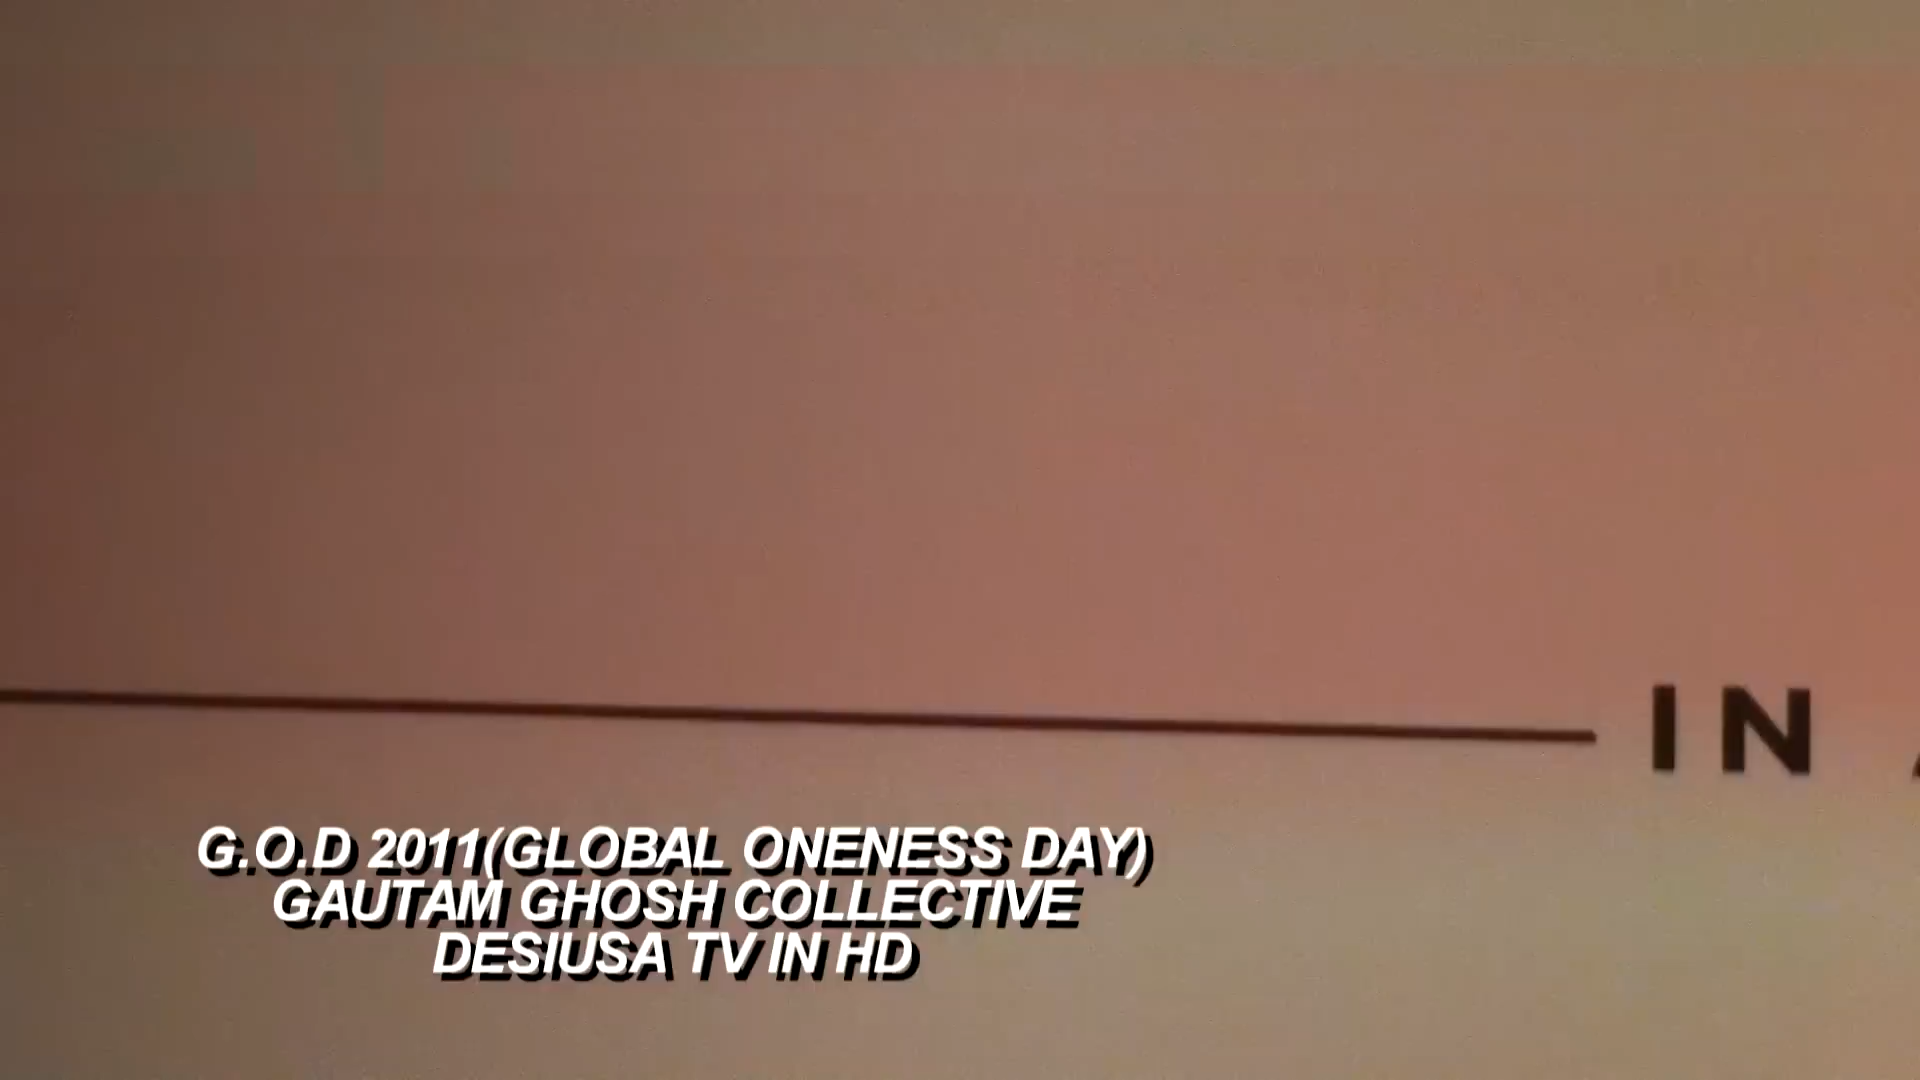 IN
G.O.D 2011(GLOBAL ONENESS DAY)
GAUTAM GHOSH COLLECTIVE
DESIUSA TV IN HD